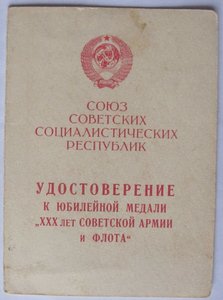 СОЮЗ
СОВЕТСКИХ
СОЦИАЛИСТИЧЕСКИХ
РЕСПУБЛИК
УДОСТОВЕРЕНИЕ
К ЮБИЛЕЙНОЙ МЕДАЛИ
„XXX ЛЕТ СОВЕТСКОЙ АРМИИ
И ФЛОТА“